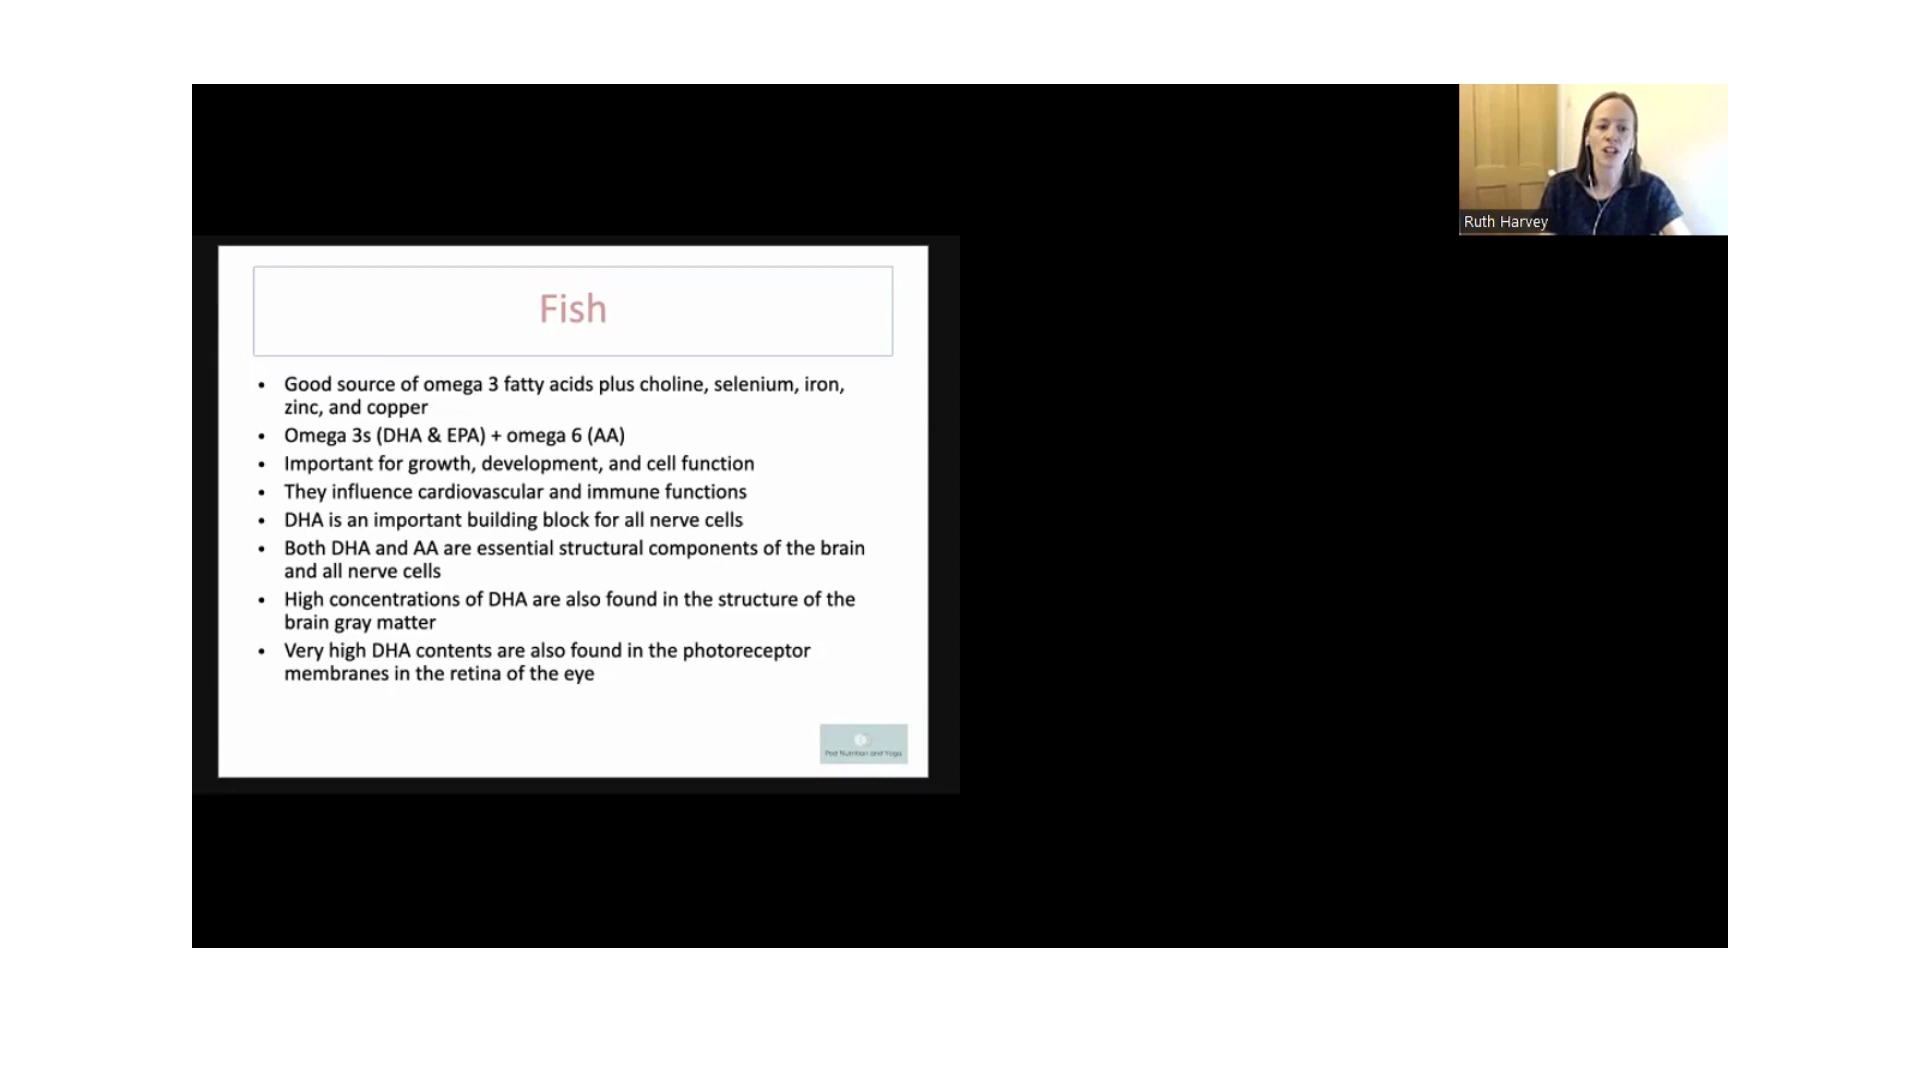 Ruth Harvey
Fish
• Good source of omega 3 fatty acids plus choline, selenium, iron,
zinc, and copper
• Omega 3s (DHA & EPA) + omega 6 (AA)
• Important for growth, development, and cell function
• They influence cardiovascular and immune functions
• DHA is an important building block for all nerve cells
• Both DHA and AA are essential structural components of the brain
and all nerve cells
• High concentrations of DHA are also found in the structure of the
brain gray matter
• Very high DHA contents are also found in the photoreceptor
membranes in the retina of the eye
Pod Nutrition and Yoga